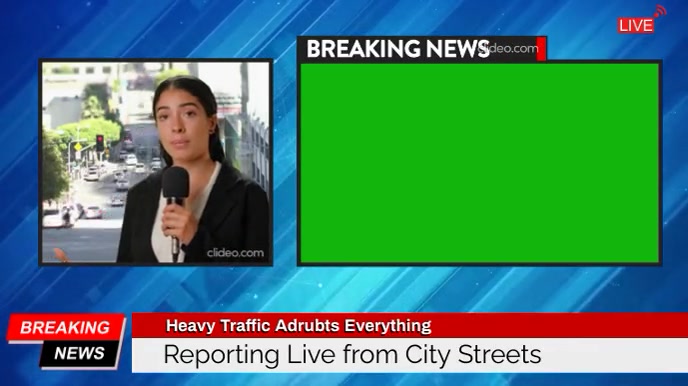 LIVE
BREAKING NEWS
clideo.com
clideo.com
BREAKING
NEWS
Heavy Traffic Adrubts Everything
Reporting Live from City Streets